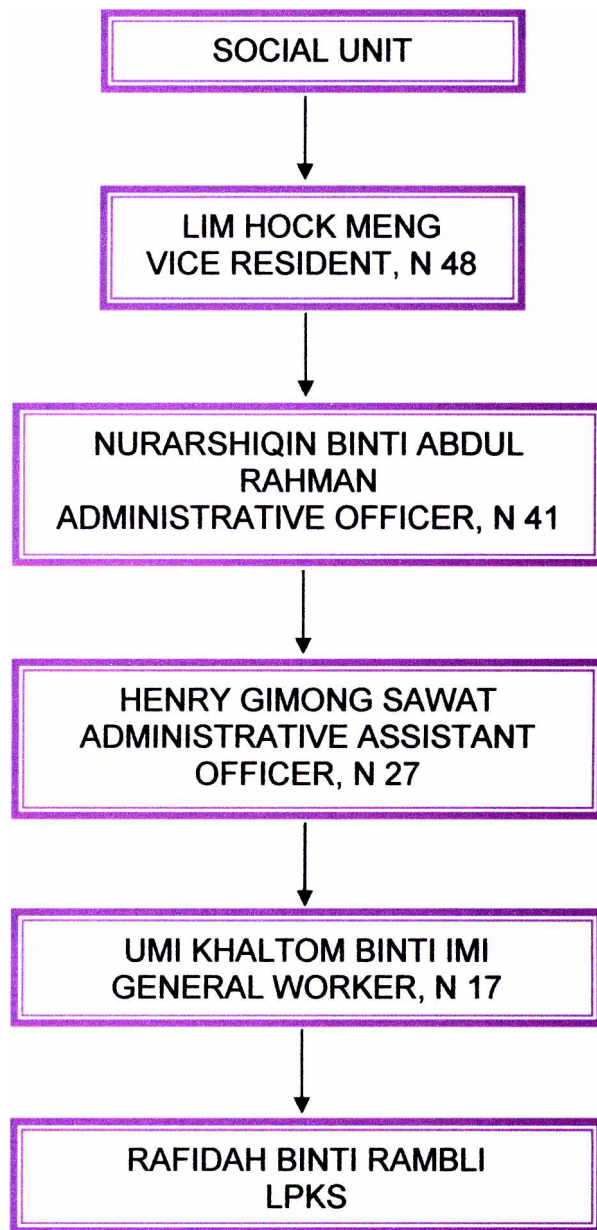 SOCIAL UNIT
LIM HOCK MENG
VICE RESIDENT, N 48
NURARSHIQIN BINTI ABDUL
RAHMAN
ADMINISTRATIVE OFFICER, N 41
HENRY GIMONG SAWAT
ADMINISTRATIVE ASSISTANT
OFFICER, N 27
UMI KHALTOM BINTI IMI
GENERAL WORKER, N 17
RAFIDAH BINTI RAMBLI
LPKS